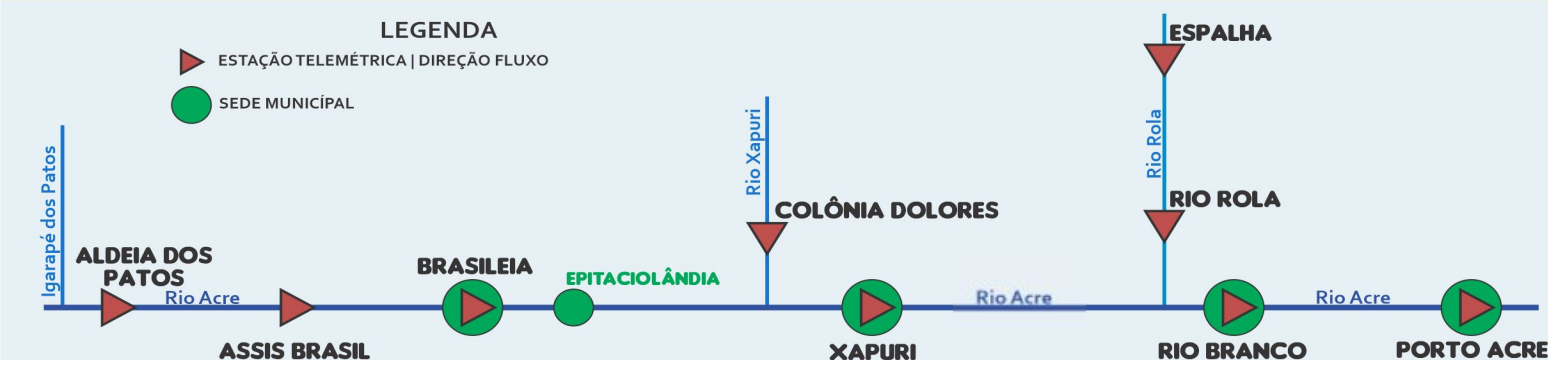 LEGENDA
ESTAÇÃO TELEMÉTRICA | DIREÇÃO FLUXO
SEDE MUNICÍPAL
Igarapé dos Patos
ALDEIA DOS
PATOS
Rio Acre
ASSIS BRASIL
BRASILEIA
EPITACIOLÂNDIA
Rio Xapuri
COLÔNIA DOLORES
XAPURI
Rio Acre
ESPALHA
Rio Rola
RIO ROLA
RIO BRANCO
Rio Acre
PORTO ACRE